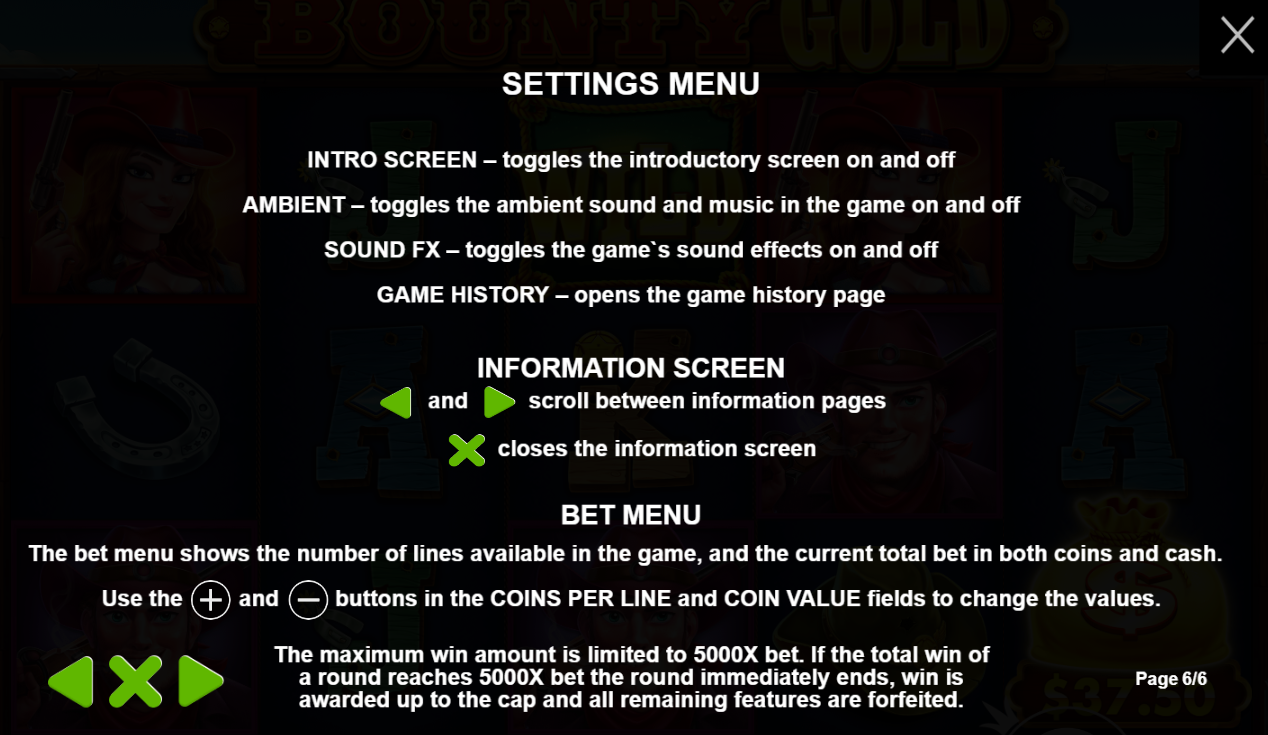 BOUNTY GOLD
SETTINGS MENU
INTRO SCREEN – toggles the introductory screen on and off
AMBIENT – toggles the ambient sound and music in the game on and off
SOUND FX – toggles the game`s sound effects on and off
GAME HISTORY – opens the game history page
INFORMATION SCREEN
and scroll between information pages
closes the information screen
BET MENU
The bet menu shows the number of lines available in the game, and the current total bet in both coins and cash.
Use the + and − buttons in the COINS PER LINE and COIN VALUE fields to change the values.
The maximum win amount is limited to 5000X bet. If the total win of
a round reaches 5000X bet the round immediately ends, win is
awarded up to the cap and all remaining features are forfeited.
Page 6/6
WILD
J
J
A
K
A
$37.50